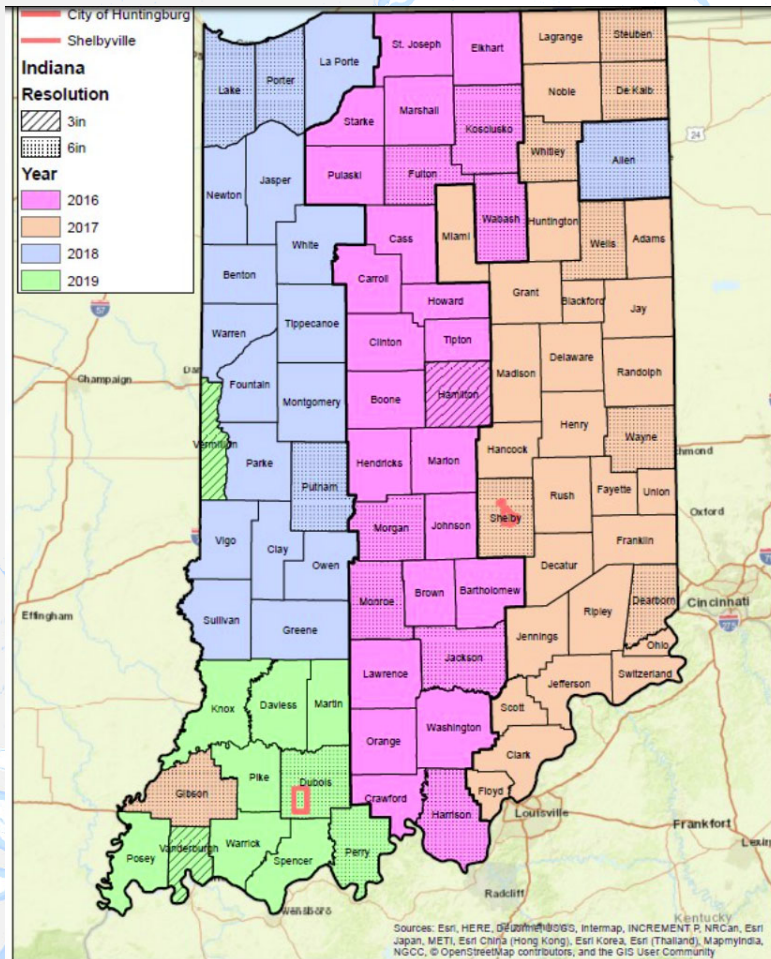 City of Huntingburg
Shelbyville
Indiana
Resolution
3in
6in
Year
2016
2017
2018
2019
St. Joseph
Elkhart
Lagrange
Steuben
La Porte
Lake
Porter
Noble
De Kalb
Starke
Marshall
Kosciusko
24
Whitley
Allen
Pulaski
Fulton
Newton
Jasper
Wabash
Huntington
Miami
Wells
Adams
White
Cass
Benton
Carroll
Grant
Blackford
Howard
Jay
57
Warren
Tippecanoe
Clinton
Tipton
Madison
Delaware
Randolph
Champaign
Fountain
Montgomery
Boone
Hamilton
Henry
Wayne
Vermillion
Parke
Hendricks
Marion
Hancock
Putnam
Rush
Fayette
Union
Morgan
Johnson
Shelby
Oxford
Vigo
Clay
Owen
Franklin
Decatur
Brown
Bartholomew
Monroe
Dearborn
Cincinnati
Effingham
Sullivan
Greene
Ripley
Jennings
275
Ohio
Jackson
Lawrence
Switzerland
Jefferson
Knox
Daviess
Martin
Scott
Washington
Orange
Clark
Pike
Dubois
Gibson
Floyd
Crawford
Harrison
Louisville
Frankfort
Vanderburgh
Warrick
Posey
Spencer
Perry
Radcliff
Kentucky
Sources: Esri, HERE, DeLorme, USGS, Intermap, INCREMENT P, NRCan, Esri
Japan, METI, Esri China (Hong Kong), Esri Korea, Esri (Thailand), MapmyIndia,
NGCC, © OpenStreetMap contributors, and the GIS User Community